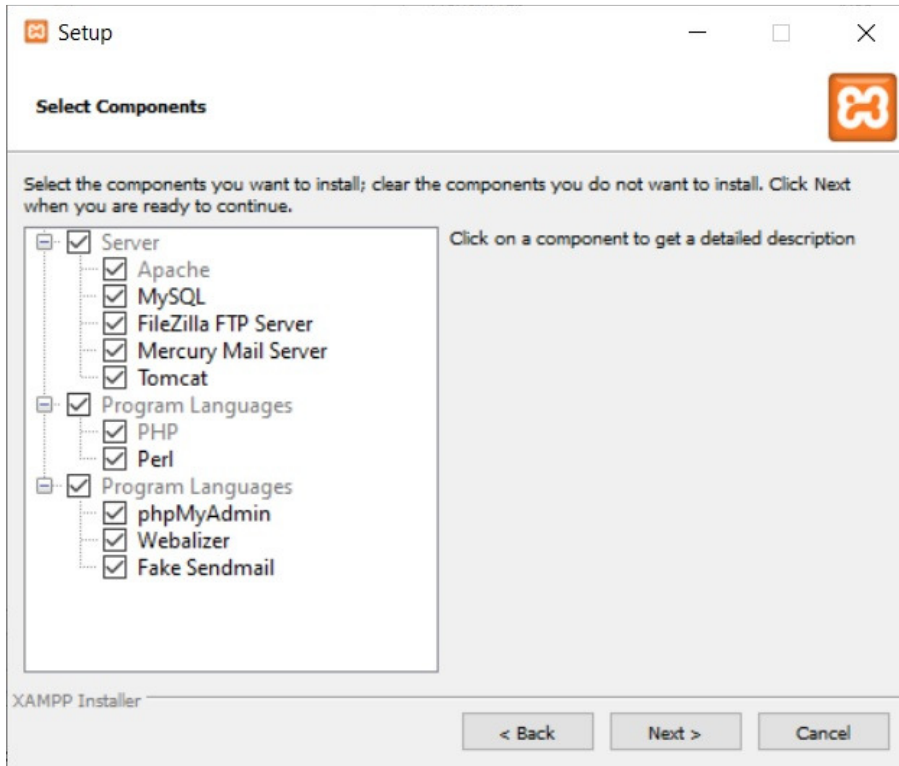 Setup
Select Components
Select the components you want to install; clear the components you do not want to install. Click Next
when you are ready to continue.
Server
Apache
MySQL
FileZilla FTP Server
Mercury Mail Server
Tomcat
Program Languages
PHP
Perl
Program Languages
phpMyAdmin
Webalizer
Fake Sendmail
Click on a component to get a detailed description
XAMPP Installer
< Back
Next >
Cancel